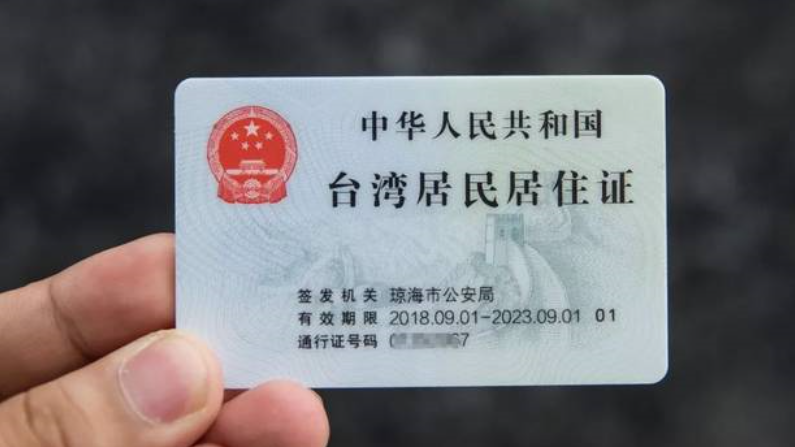 中华人民共和国
台湾居民居住证
签发机关 琼海市公安局
有效期限 2018.09.01-2023.09.01 01
通行证号码